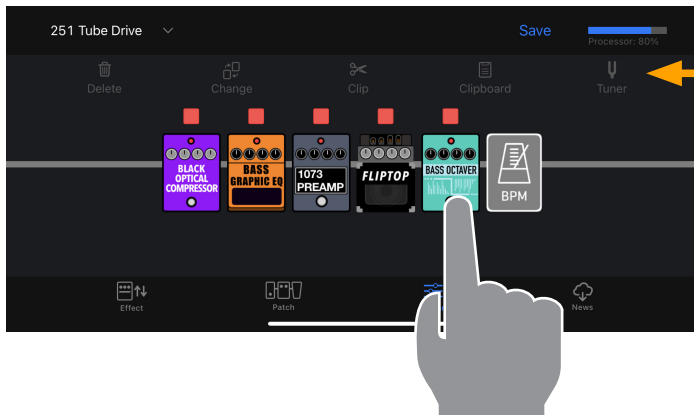 251 Tube Drive
Save
Processor: 80%
Delete
Change
Clip
Clipboard
Tuner
BLACK
OPTICAL
COMPRESSOR
BASS
GRAPHIC EQ
1073
PREAMP
FLIPTOP
BASS OCTAVER
BPM
Effect
Patch
News